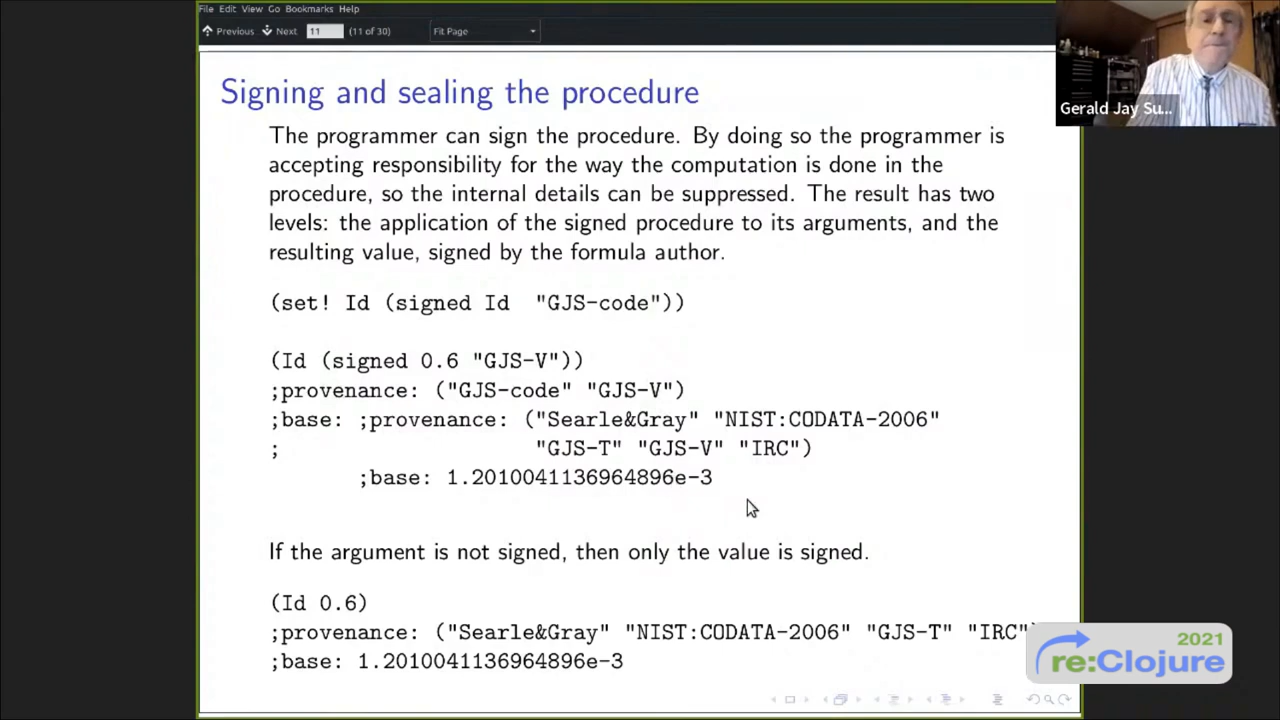 File Edit View Go Bookmarks Help
Previous Next 11 (11 of 30) Fit Page
Gerald Jay Su...
Signing and sealing the procedure
The programmer can sign the procedure. By doing so the programmer is
accepting responsibility for the way the computation is done in the
procedure, so the internal details can be suppressed. The result has two
levels: the application of the signed procedure to its arguments, and the
resulting value, signed by the formula author.
(set! Id (signed Id "GJS-code"))
(Id (signed 0.6 "GJS-V"))
;provenance: ("GJS-code" "GJS-V")
;base: ;provenance: ("Searle&Gray" "NIST:CODATA-2006"
; "GJS-T" "GJS-V" "IRC")
;base: 1.2010041136964896e-3
If the argument is not signed, then only the value is signed.
(Id 0.6)
;provenance: ("Searle&Gray" "NIST:CODATA-2006" "GJS-T" "IRC")
;base: 1.2010041136964896e-3
2021
re:Clojure